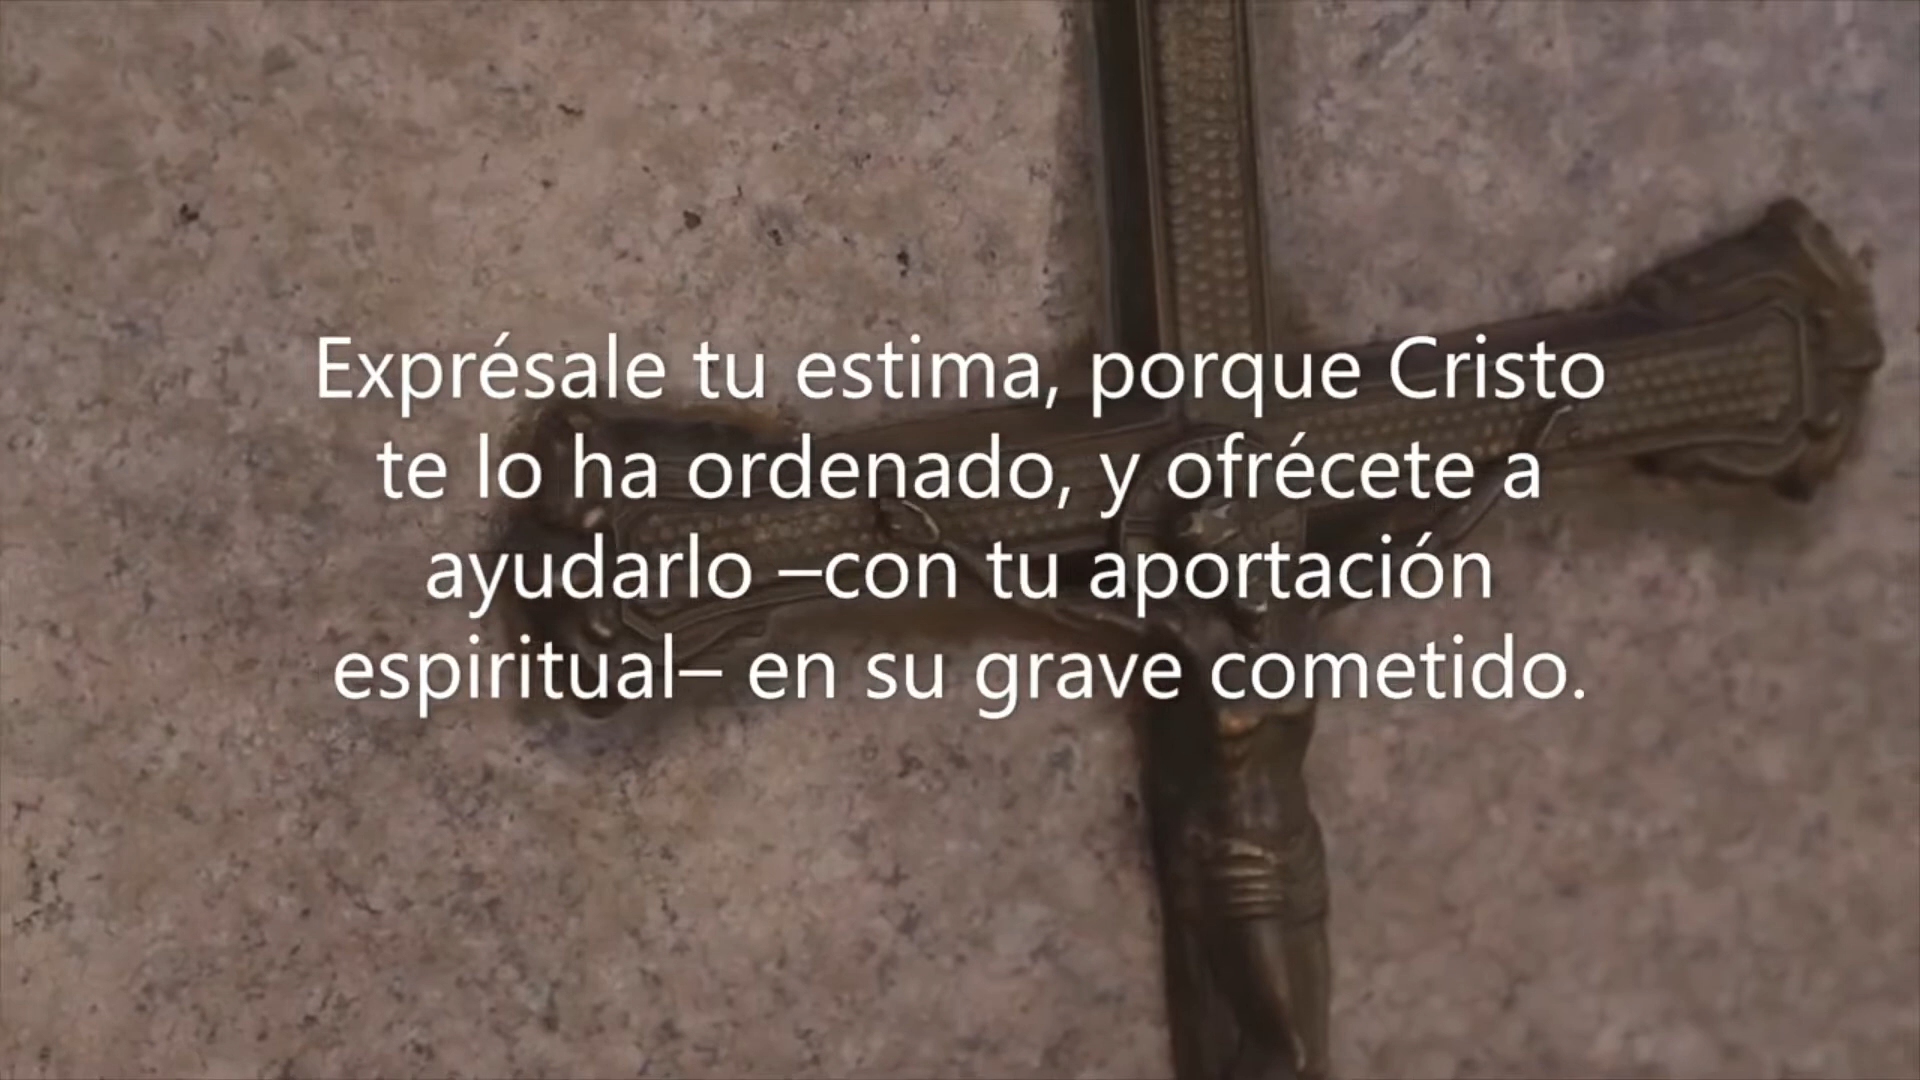 Exprésale tu estima, porque Cristo
te lo ha ordenado, y ofrécete a
ayudarlo –con tu aportación
espiritual– en su grave cometido.